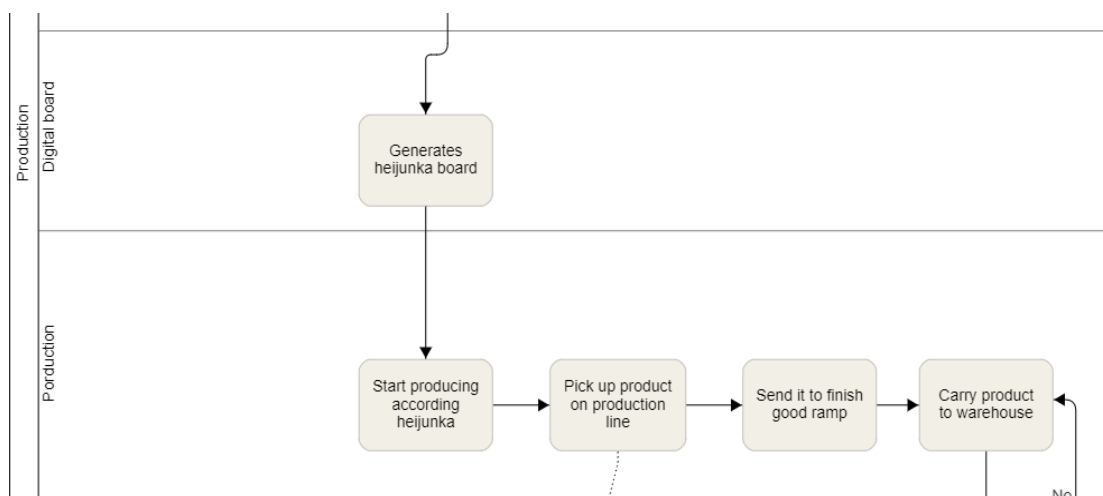 Production
Digital board
Generates
heijunka board
Porduction
Start producing
according
heijunka
Pick up product
on production
line
Send it to finish
good ramp
Carry product
to warehouse
No